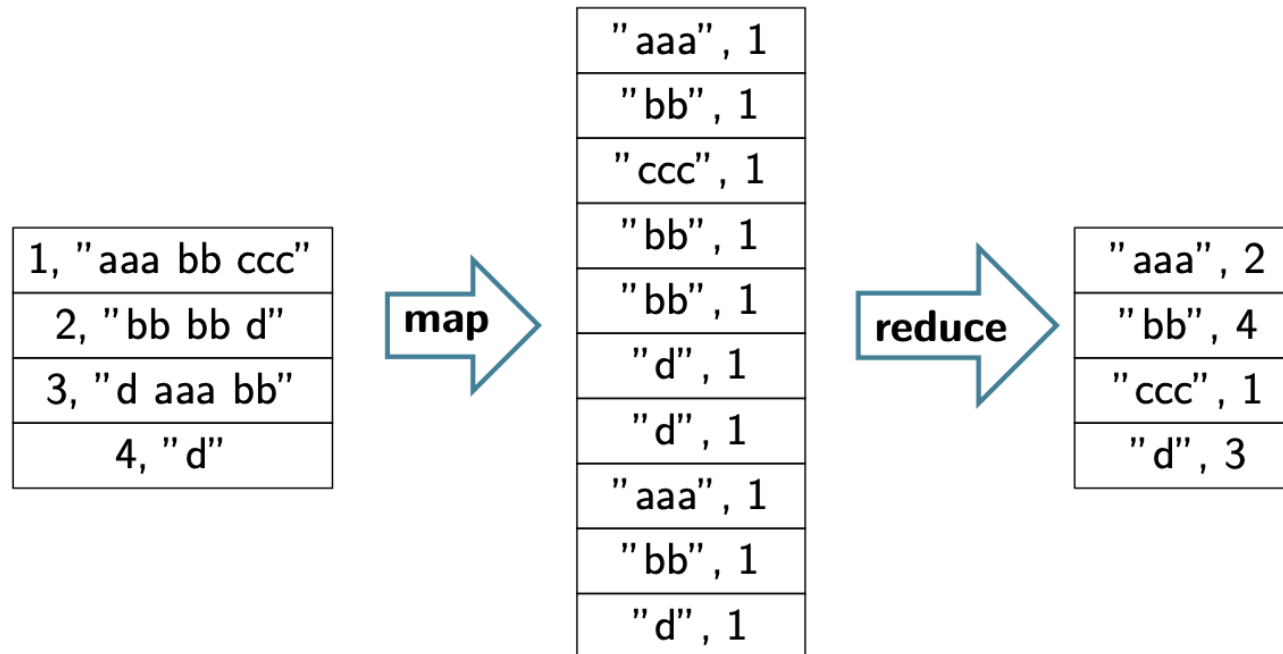 1, "aaa bb ccc"
2, "bb bb d"
3, "d aaa bb"
4, "d"
map
"aaa", 1
"bb", 1
"ccc", 1
"bb", 1
"bb", 1
"d", 1
"d", 1
"aaa", 1
"bb", 1
"d", 1
reduce
"aaa", 2
"bb", 4
"ccc", 1
"d", 3